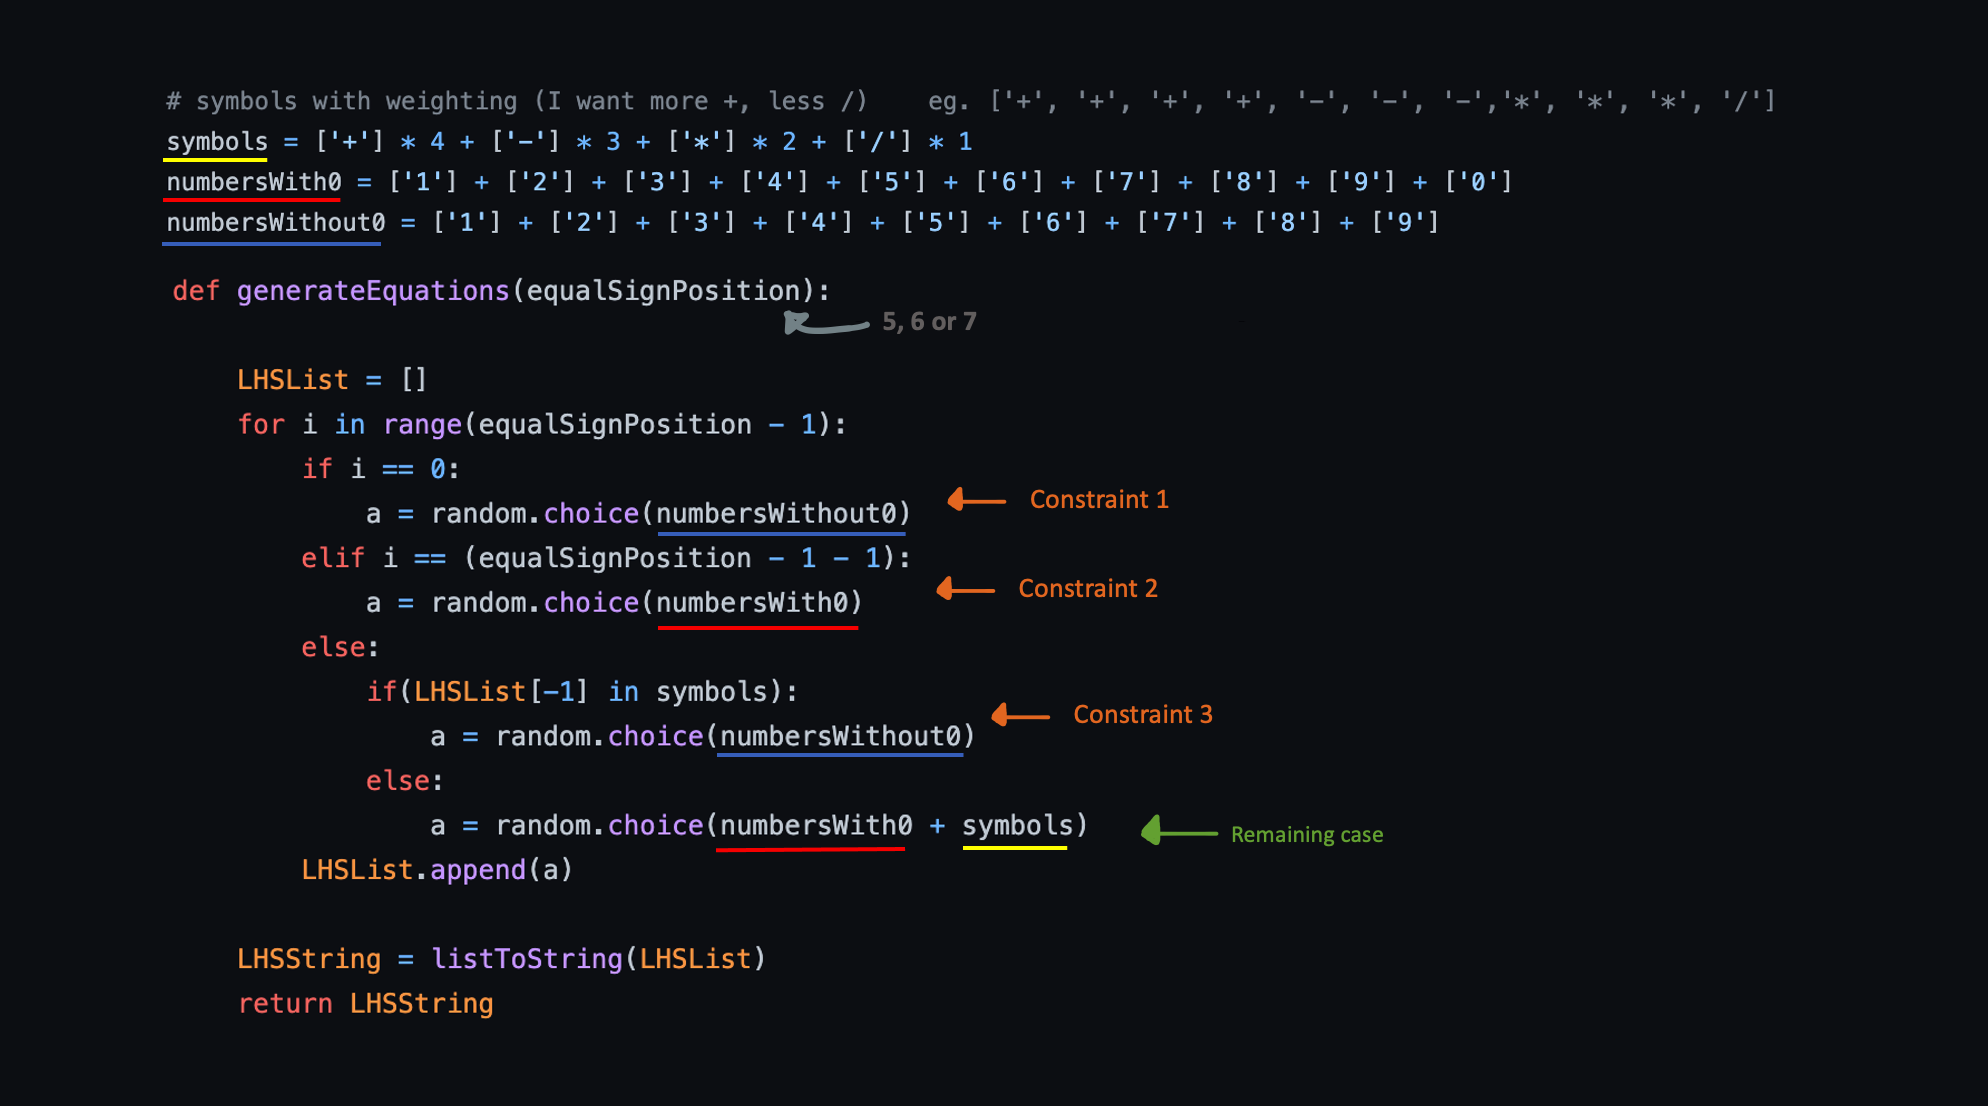 # symbols with weighting (I want more +, less /)    eg. ['+', '+', '+', '+', '-', '-', '-','*', '*', '*', '/']
symbols = ['+'] * 4 + ['-'] * 3 + ['*'] * 2 + ['/'] * 1
numbersWith0 = ['1'] + ['2'] + ['3'] + ['4'] + ['5'] + ['6'] + ['7'] + ['8'] + ['9'] + ['0']
numbersWithout0 = ['1'] + ['2'] + ['3'] + ['4'] + ['5'] + ['6'] + ['7'] + ['8'] + ['9']
def generateEquations(equalSignPosition):
5, 6 or 7
LHSList = []
for i in range(equalSignPosition - 1):
if i == 0:
Constraint 1
a = random.choice(numbersWithout0)
elif i == (equalSignPosition - 1 - 1):
Constraint 2
a = random.choice(numbersWith0)
else:
if(LHSList[-1] in symbols):
Constraint 3
a = random.choice(numbersWithout0)
else:
a = random.choice(numbersWith0 + symbols)
Remaining case
LHSList.append(a)
LHSString = listToString(LHSList)
return LHSString